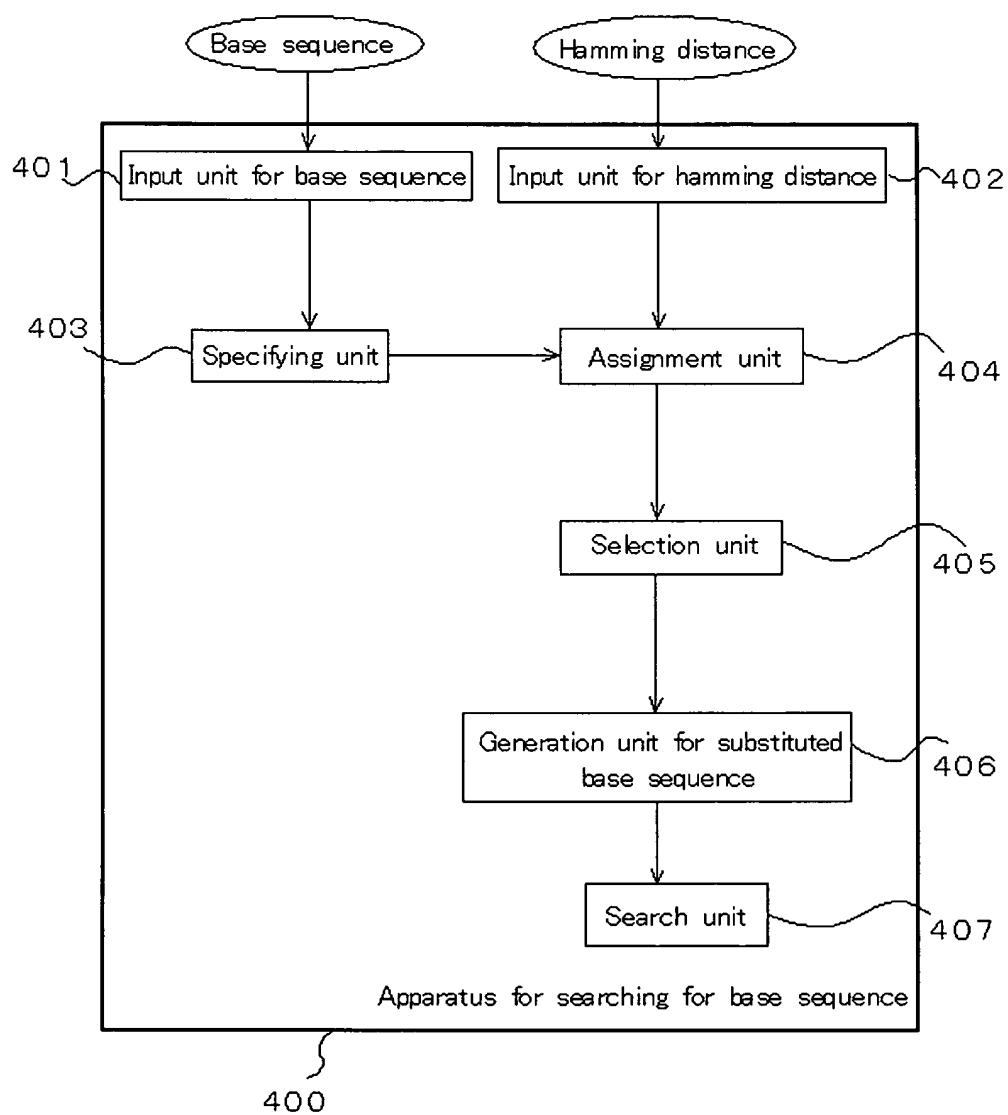 Base sequence
Hamming distance
401
Input unit for base sequence
Input unit for hamming distance
402
403
Specifying unit
Assignment unit
404
Selection unit
405
Generation unit for substituted
base sequence
406
Search unit
407
Apparatus for searching for base sequence
400